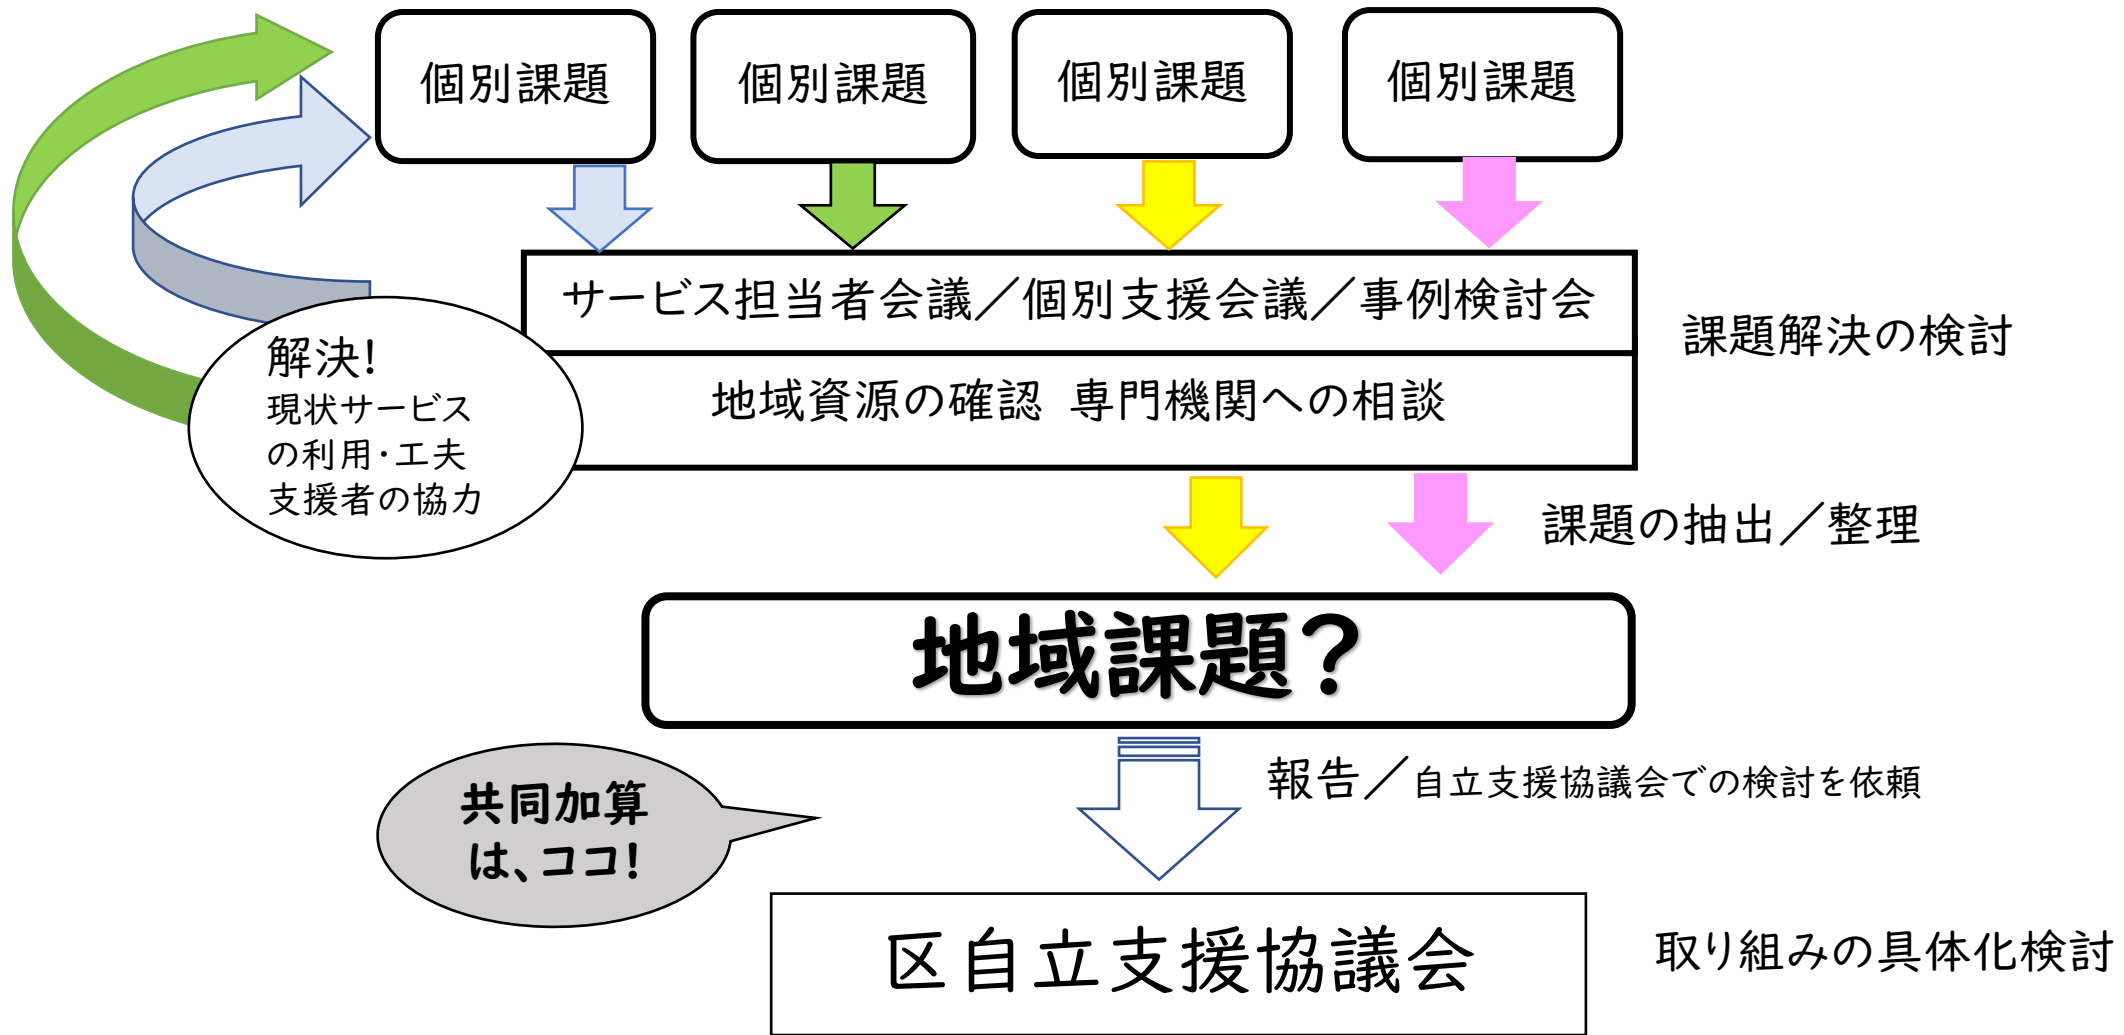 個別課題
個別課題
個別課題
個別課題
サービス担当者会議／個別支援会議／事例検討会
地域資源の確認 専門機関への相談
課題解決の検討
解決!
現状サービス
の利用・工夫
支援者の協力
課題の抽出／整理
地域課題?
報告／自立支援協議会での検討を依頼
共同加算
は、ココ!
区自立支援協議会
取り組みの具体化検討